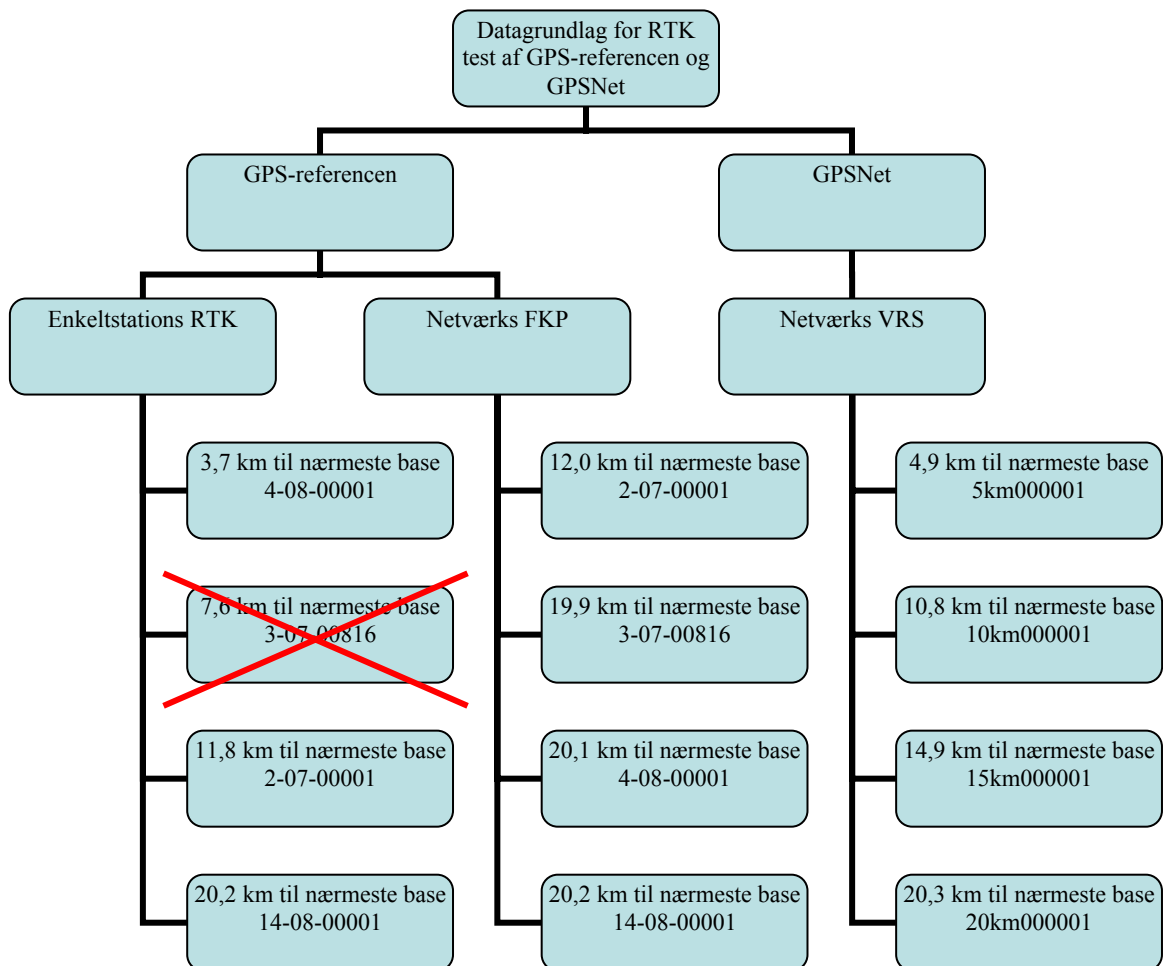 Datagrundlag for RTK
test af GPS-referencen og
GPSNet
GPS-referencen
GPSNet
Enkeltstations RTK
Netværks FKP
Netværks VRS
3,7 km til nærmeste base
4-08-00001
12,0 km til nærmeste base
2-07-00001
4,9 km til nærmeste base
5km000001
7,6 km til nærmeste base
3-07-00816
19,9 km til nærmeste base
3-07-00816
10,8 km til nærmeste base
10km000001
11,8 km til nærmeste base
2-07-00001
20,1 km til nærmeste base
4-08-00001
14,9 km til nærmeste base
15km000001
20,2 km til nærmeste base
14-08-00001
20,2 km til nærmeste base
14-08-00001
20,3 km til nærmeste base
20km000001